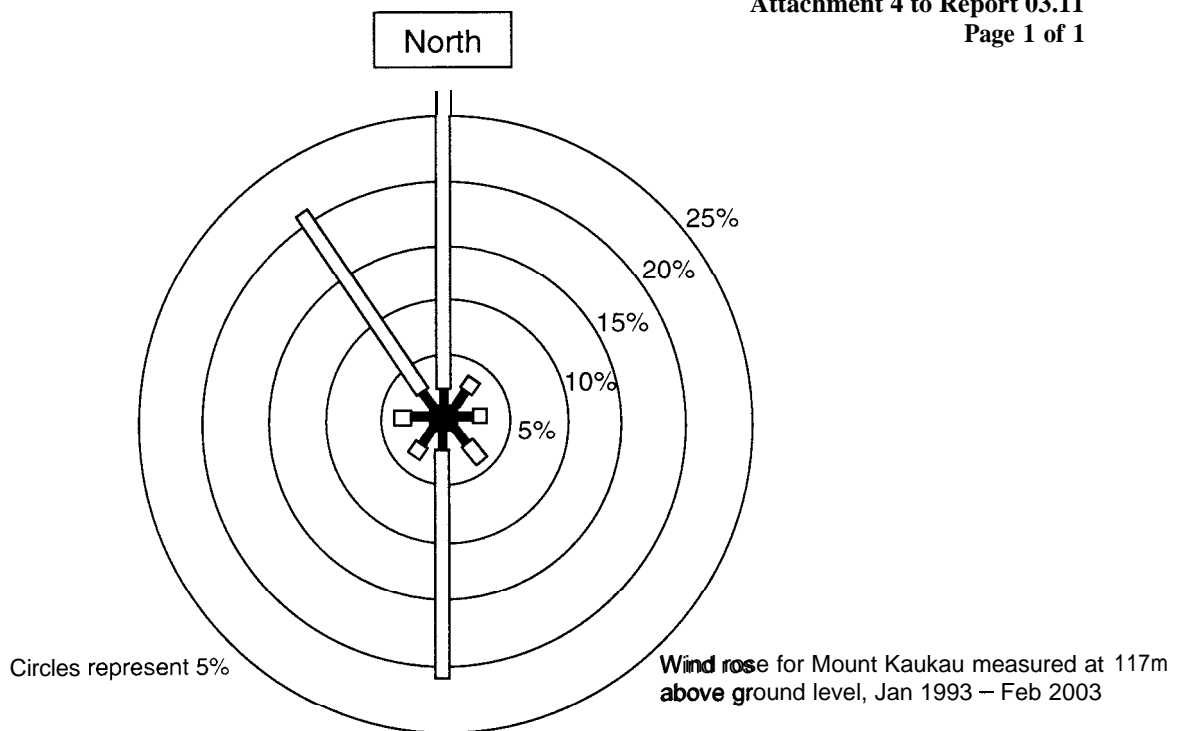 Attachment 4 to Report 03.11
Page 1 of 1
North
25%
20%
15%
10%
5%
Circles represent 5%
Wind rose for Mount Kaukau measured at 117m
above ground level, Jan 1993 – Feb 2003